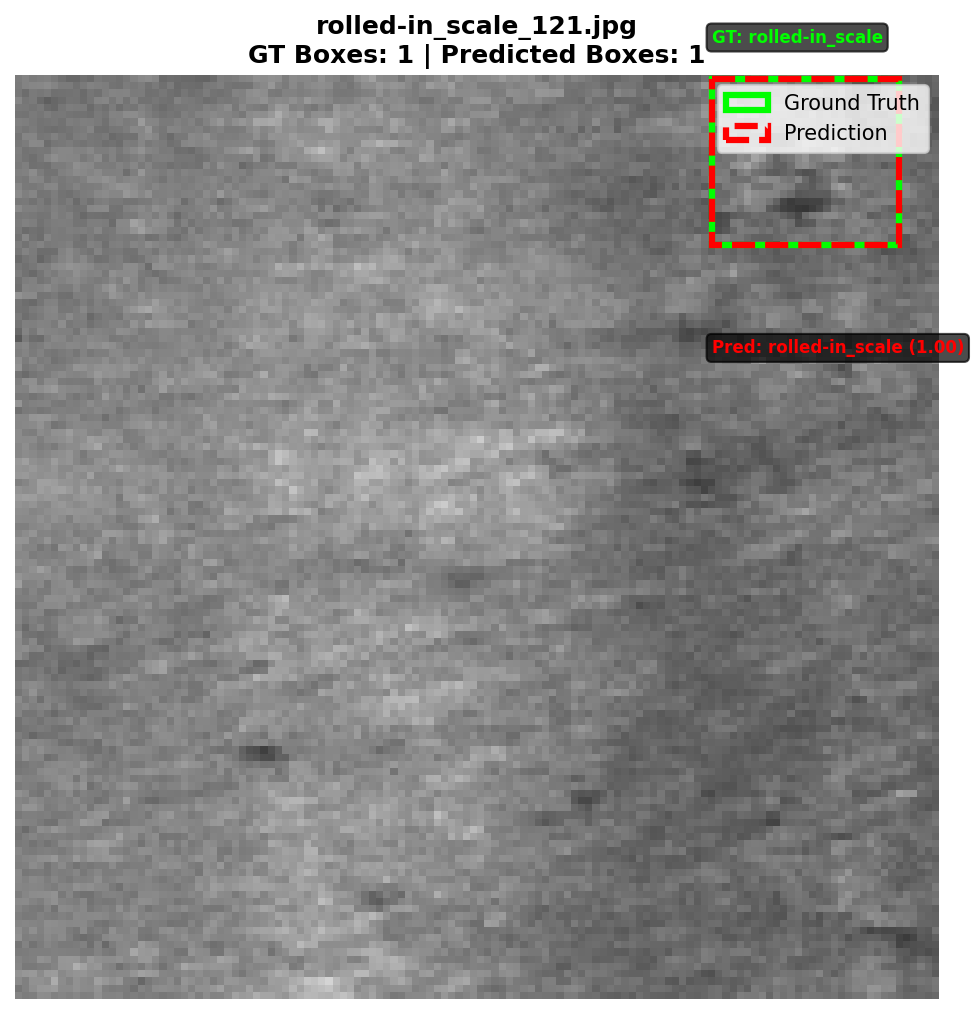 rolled-in_scale_121.jpg
GT Boxes: 1 | Predicted Boxes: 1
GT: rolled-in_scale
Ground Truth
Prediction
Pred: rolled-in_scale (1.00)